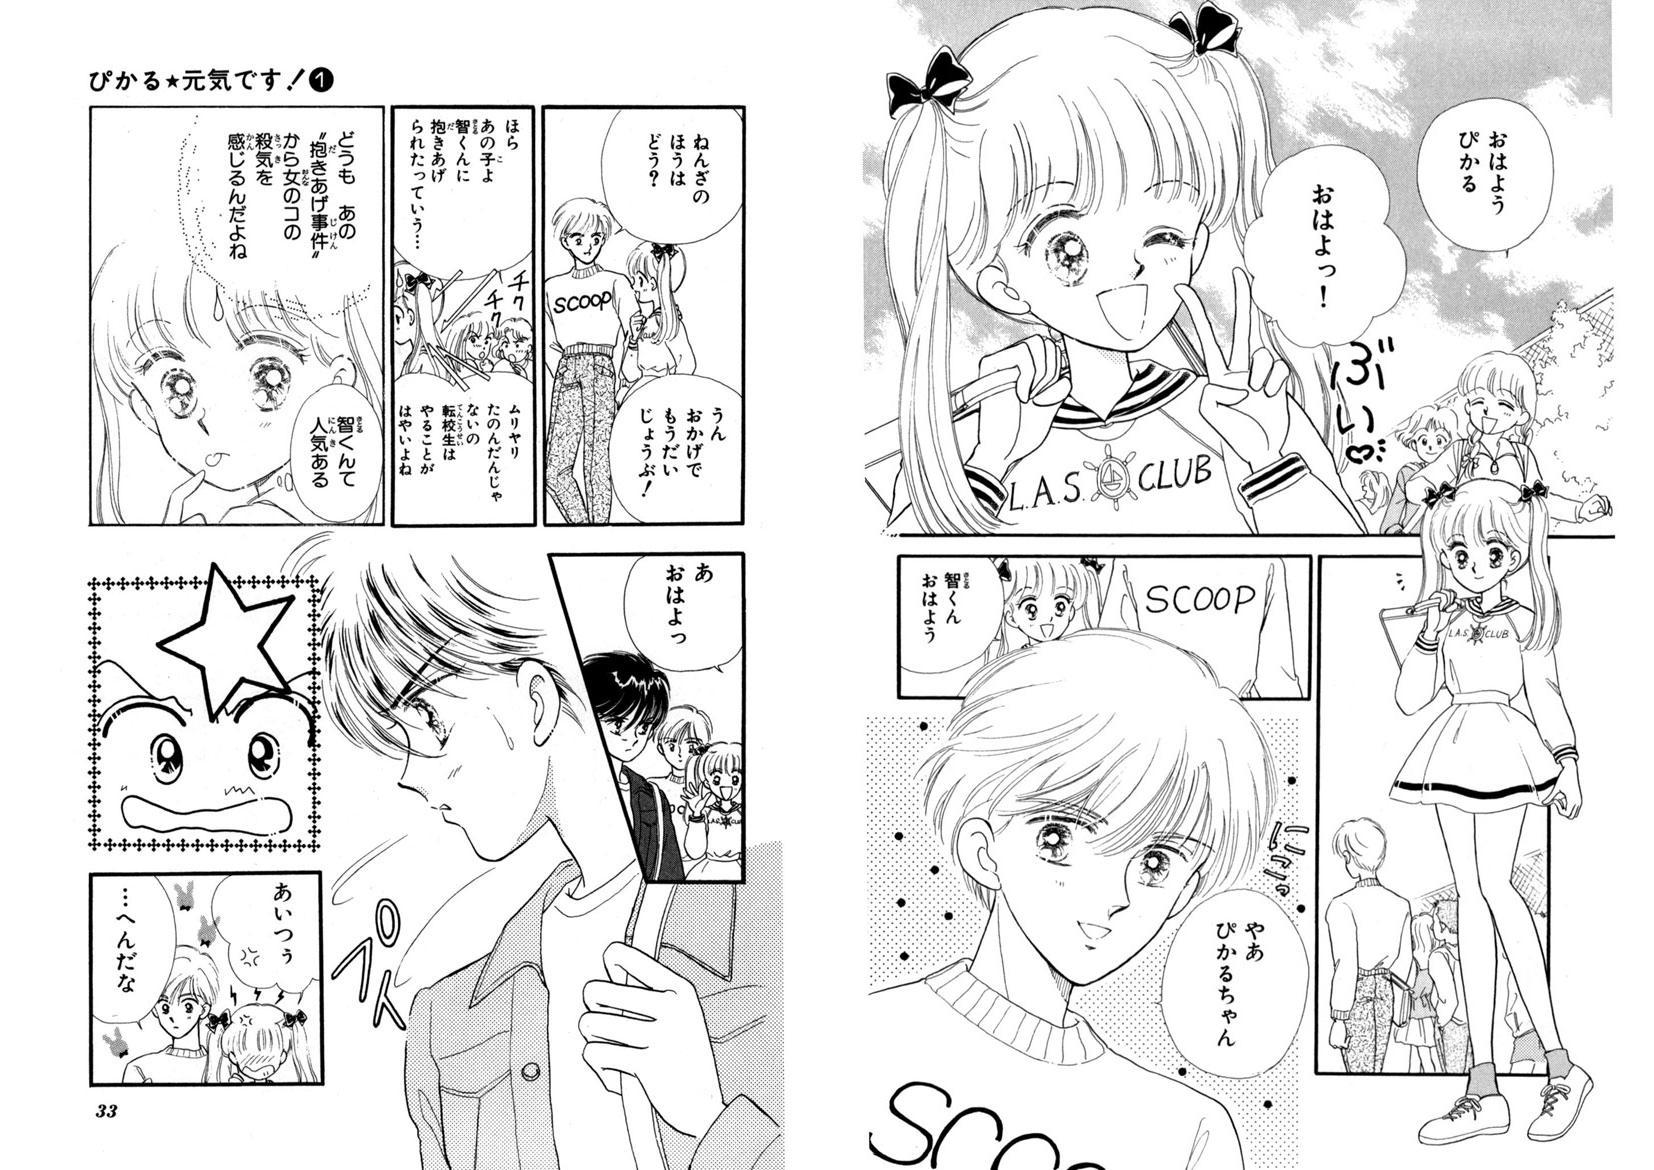 おはよう
ぴかる
おはよっ！
ぶい♡
L.A.S. CLUB
L.A.S. CLUB
SCOOP
智くん
おはよう
にこっ
やあ
ぴかるちゃん
SCOO
ぴかる★元気です！❶
ねんざの
ほうは
どう？
SCOOP
うん
おかげで
もうだい
じょうぶ！
ほら
あの子よ
智くんに
抱きあげ
られたっていう…
チクチク
ムリヤリ
たのんだんじゃ
ないの
転校生は
やることが
はやいよね
どうも あの
〝抱きあげ事件〟
から女のコの
殺気を
感じるんだよね
智くんて
人気ある
あ
おはよっ
L.A.S. CLU
プイ
あいつぅ
…へんだな
33